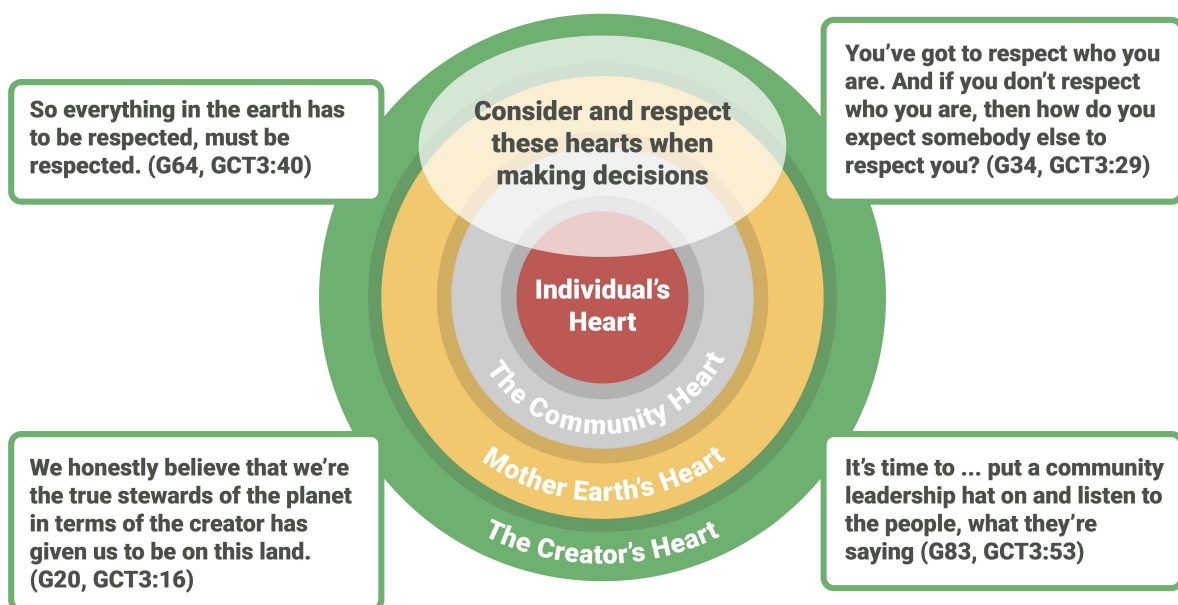 So everything in the earth has
to be respected, must be
respected. (G64, GCT3:40)
Consider and respect
these hearts when
making decisions
You’ve got to respect who you
are. And if you don’t respect
who you are, then how do you
expect somebody else to
respect you? (G34, GCT3:29)
Individual’s
Heart
The Community Heart
Mother Earth’s Heart
The Creator’s Heart
We honestly believe that we’re
the true stewards of the planet
in terms of the creator has
given us to be on this land.
(G20, GCT3:16)
It’s time to ... put a community
leadership hat on and listen to
the people, what they’re
saying (G83, GCT3:53)